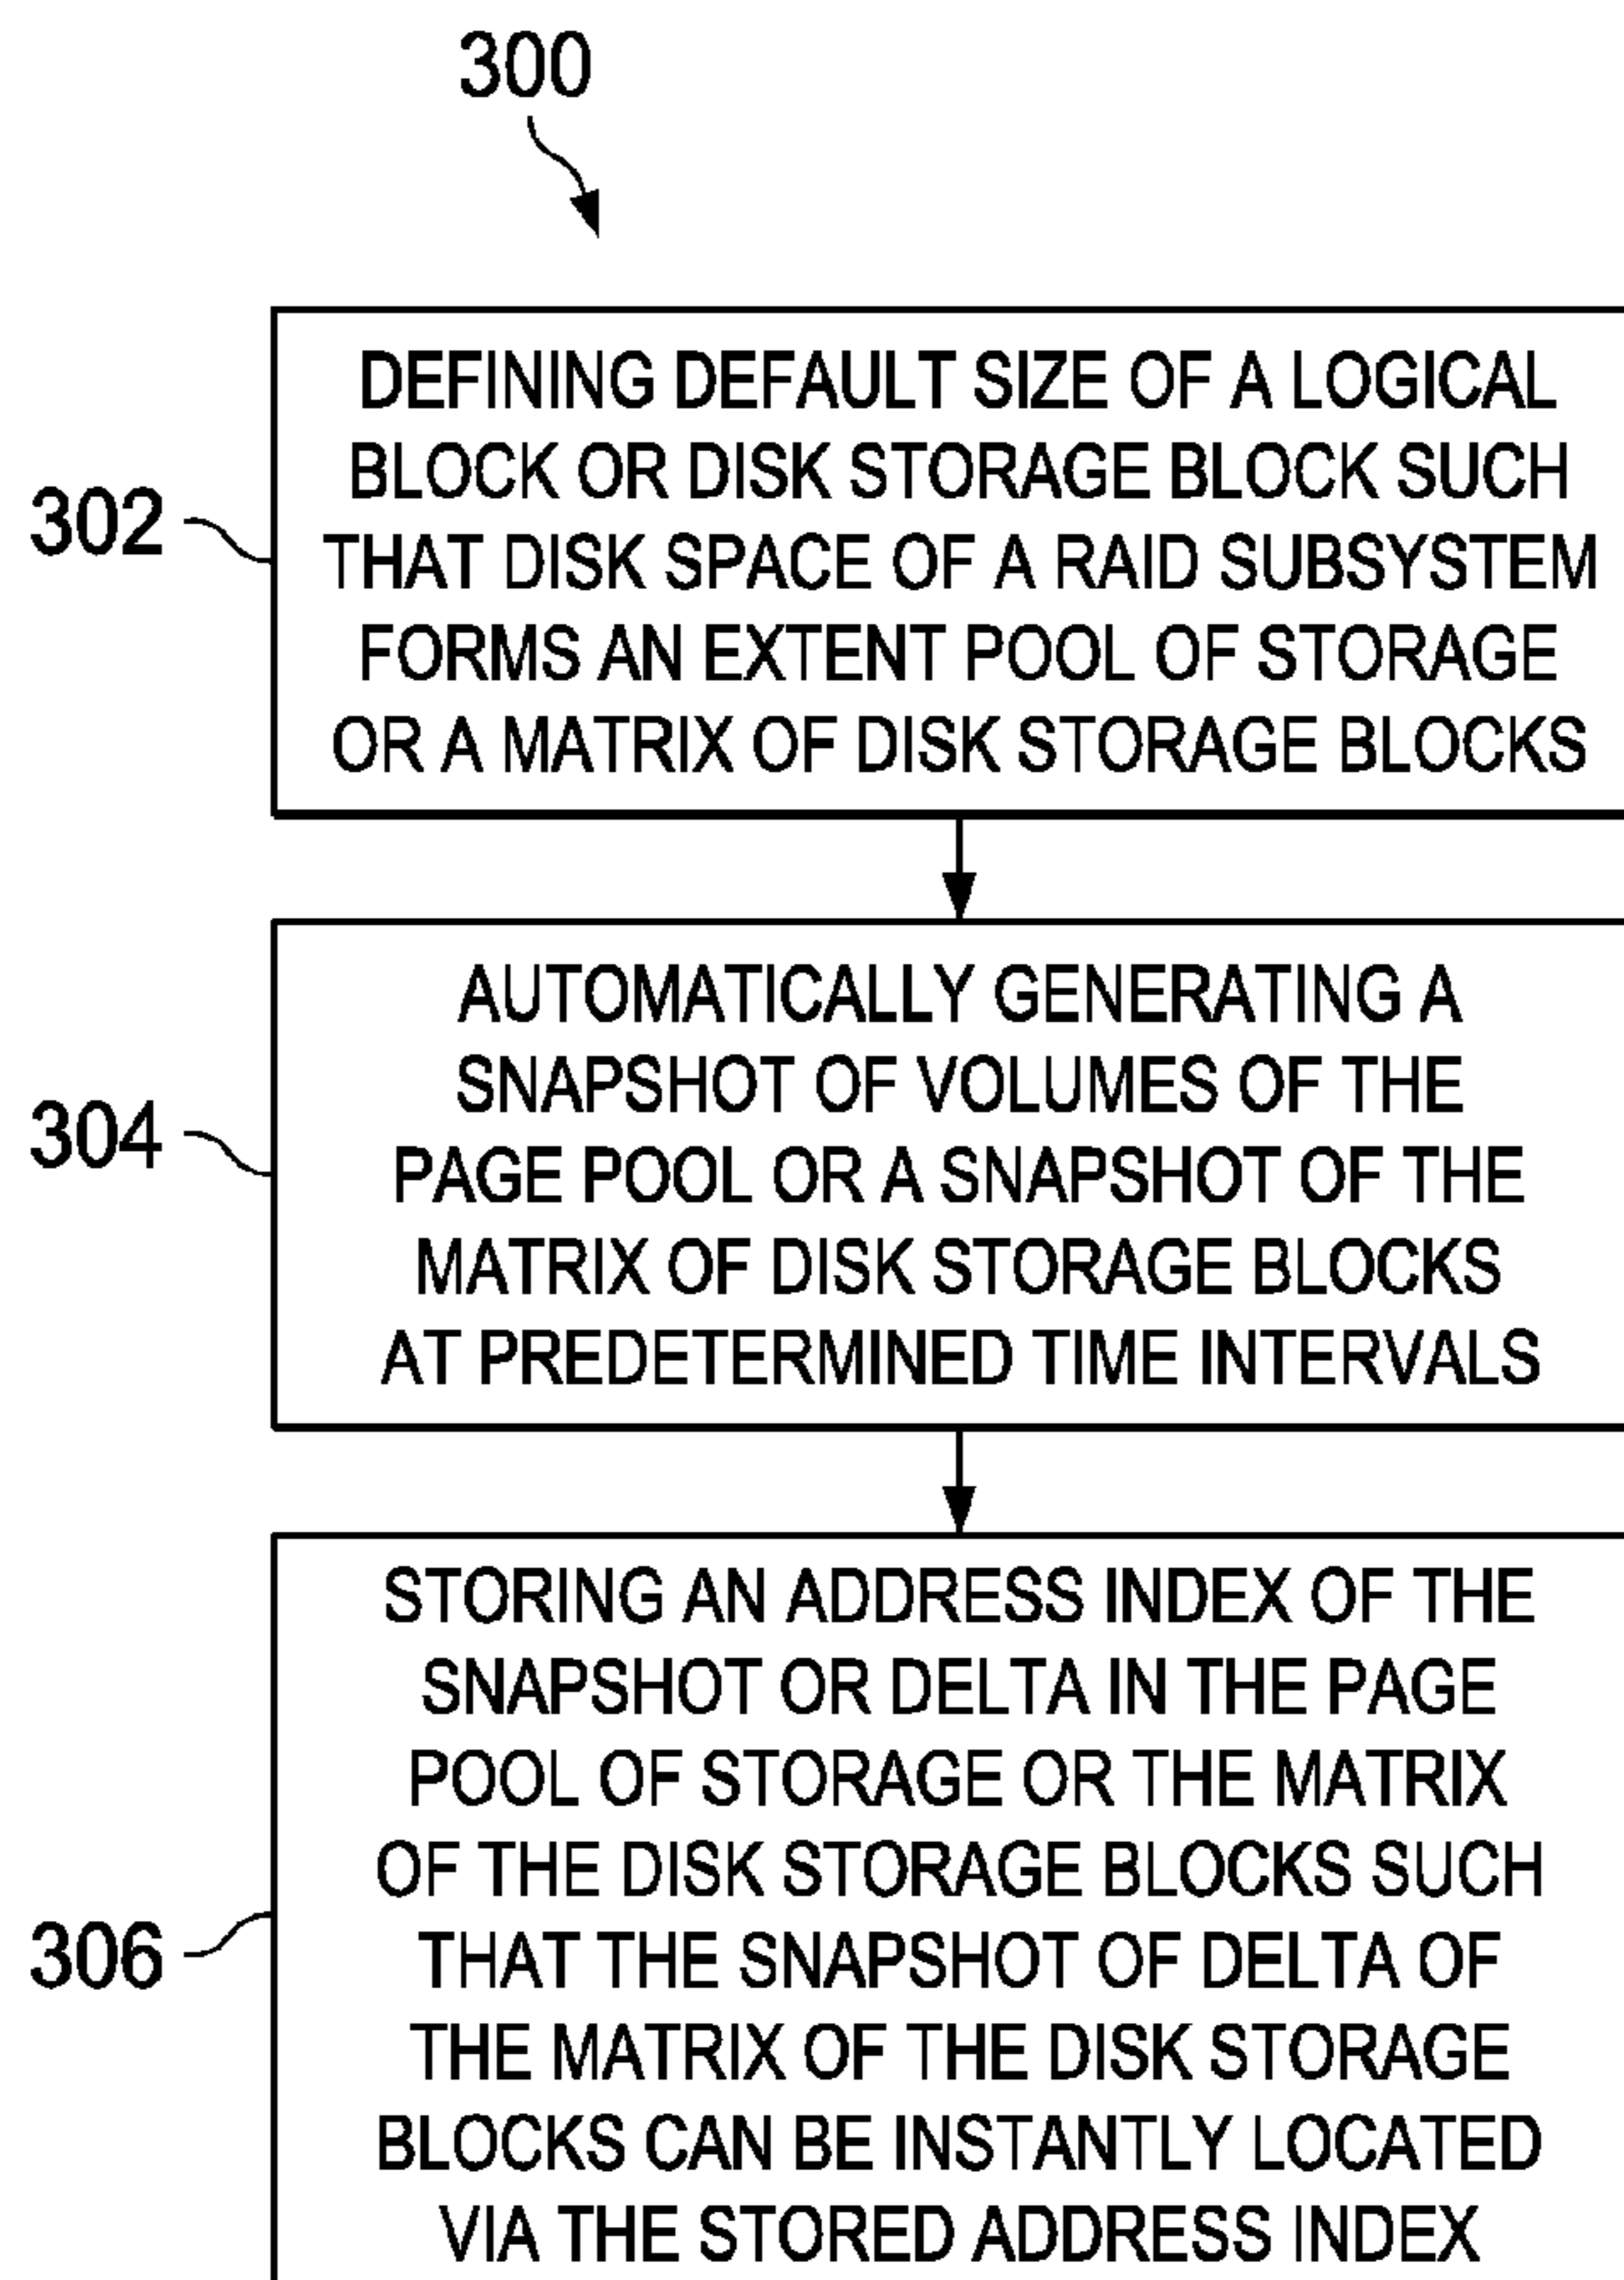 300
302
DEFINING DEFAULT SIZE OF A LOGICAL
BLOCK OR DISK STORAGE BLOCK SUCH
THAT DISK SPACE OF A RAID SUBSYSTEM
FORMS AN EXTENT POOL OF STORAGE
OR A MATRIX OF DISK STORAGE BLOCKS
304
AUTOMATICALLY GENERATING A
SNAPSHOT OF VOLUMES OF THE
PAGE POOL OR A SNAPSHOT OF THE
MATRIX OF DISK STORAGE BLOCKS
AT PREDETERMINED TIME INTERVALS
306
STORING AN ADDRESS INDEX OF THE
SNAPSHOT OR DELTA IN THE PAGE
POOL OF STORAGE OR THE MATRIX
OF THE DISK STORAGE BLOCKS SUCH
THAT THE SNAPSHOT OF DELTA OF
THE MATRIX OF THE DISK STORAGE
BLOCKS CAN BE INSTANTLY LOCATED
VIA THE STORED ADDRESS INDEX